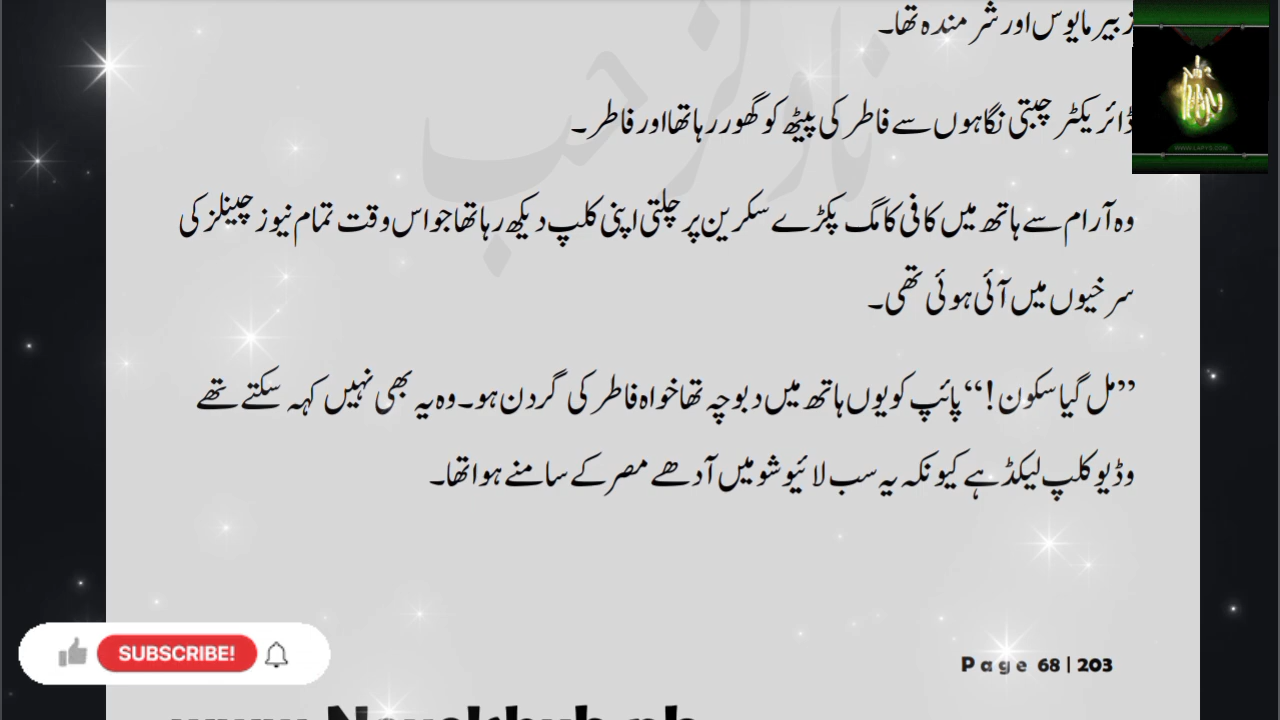 زبیر مایوس اور شرمندہ تھا۔
ڈائریکٹر چبتی نگاہوں سے فاطر کی پیٹھ کو گھور رہا تھا اور فاطر۔
وہ آرام سے ہاتھ میں کافی کا مگ پکڑے سکرین پر چلتی اپنی کلپ دیکھ رہا تھا جو اس وقت تمام نیوز چینلز کی
سرخیوں میں آئی ہوئی تھی۔
”مل گیا سکون!“ پائپ کو یوں ہاتھ میں دبوچہ تھا خواہ فاطر کی گردن ہو۔ وہ یہ بھی نہیں کہہ سکتے تھے
وڈیو کلپ لیکڈ ہے کیونکہ یہ سب لائیو شو میں آدھے مصر کے سامنے ہوا تھا۔
ناولز حب
SUBSCRIBE!
Page 68 | 203